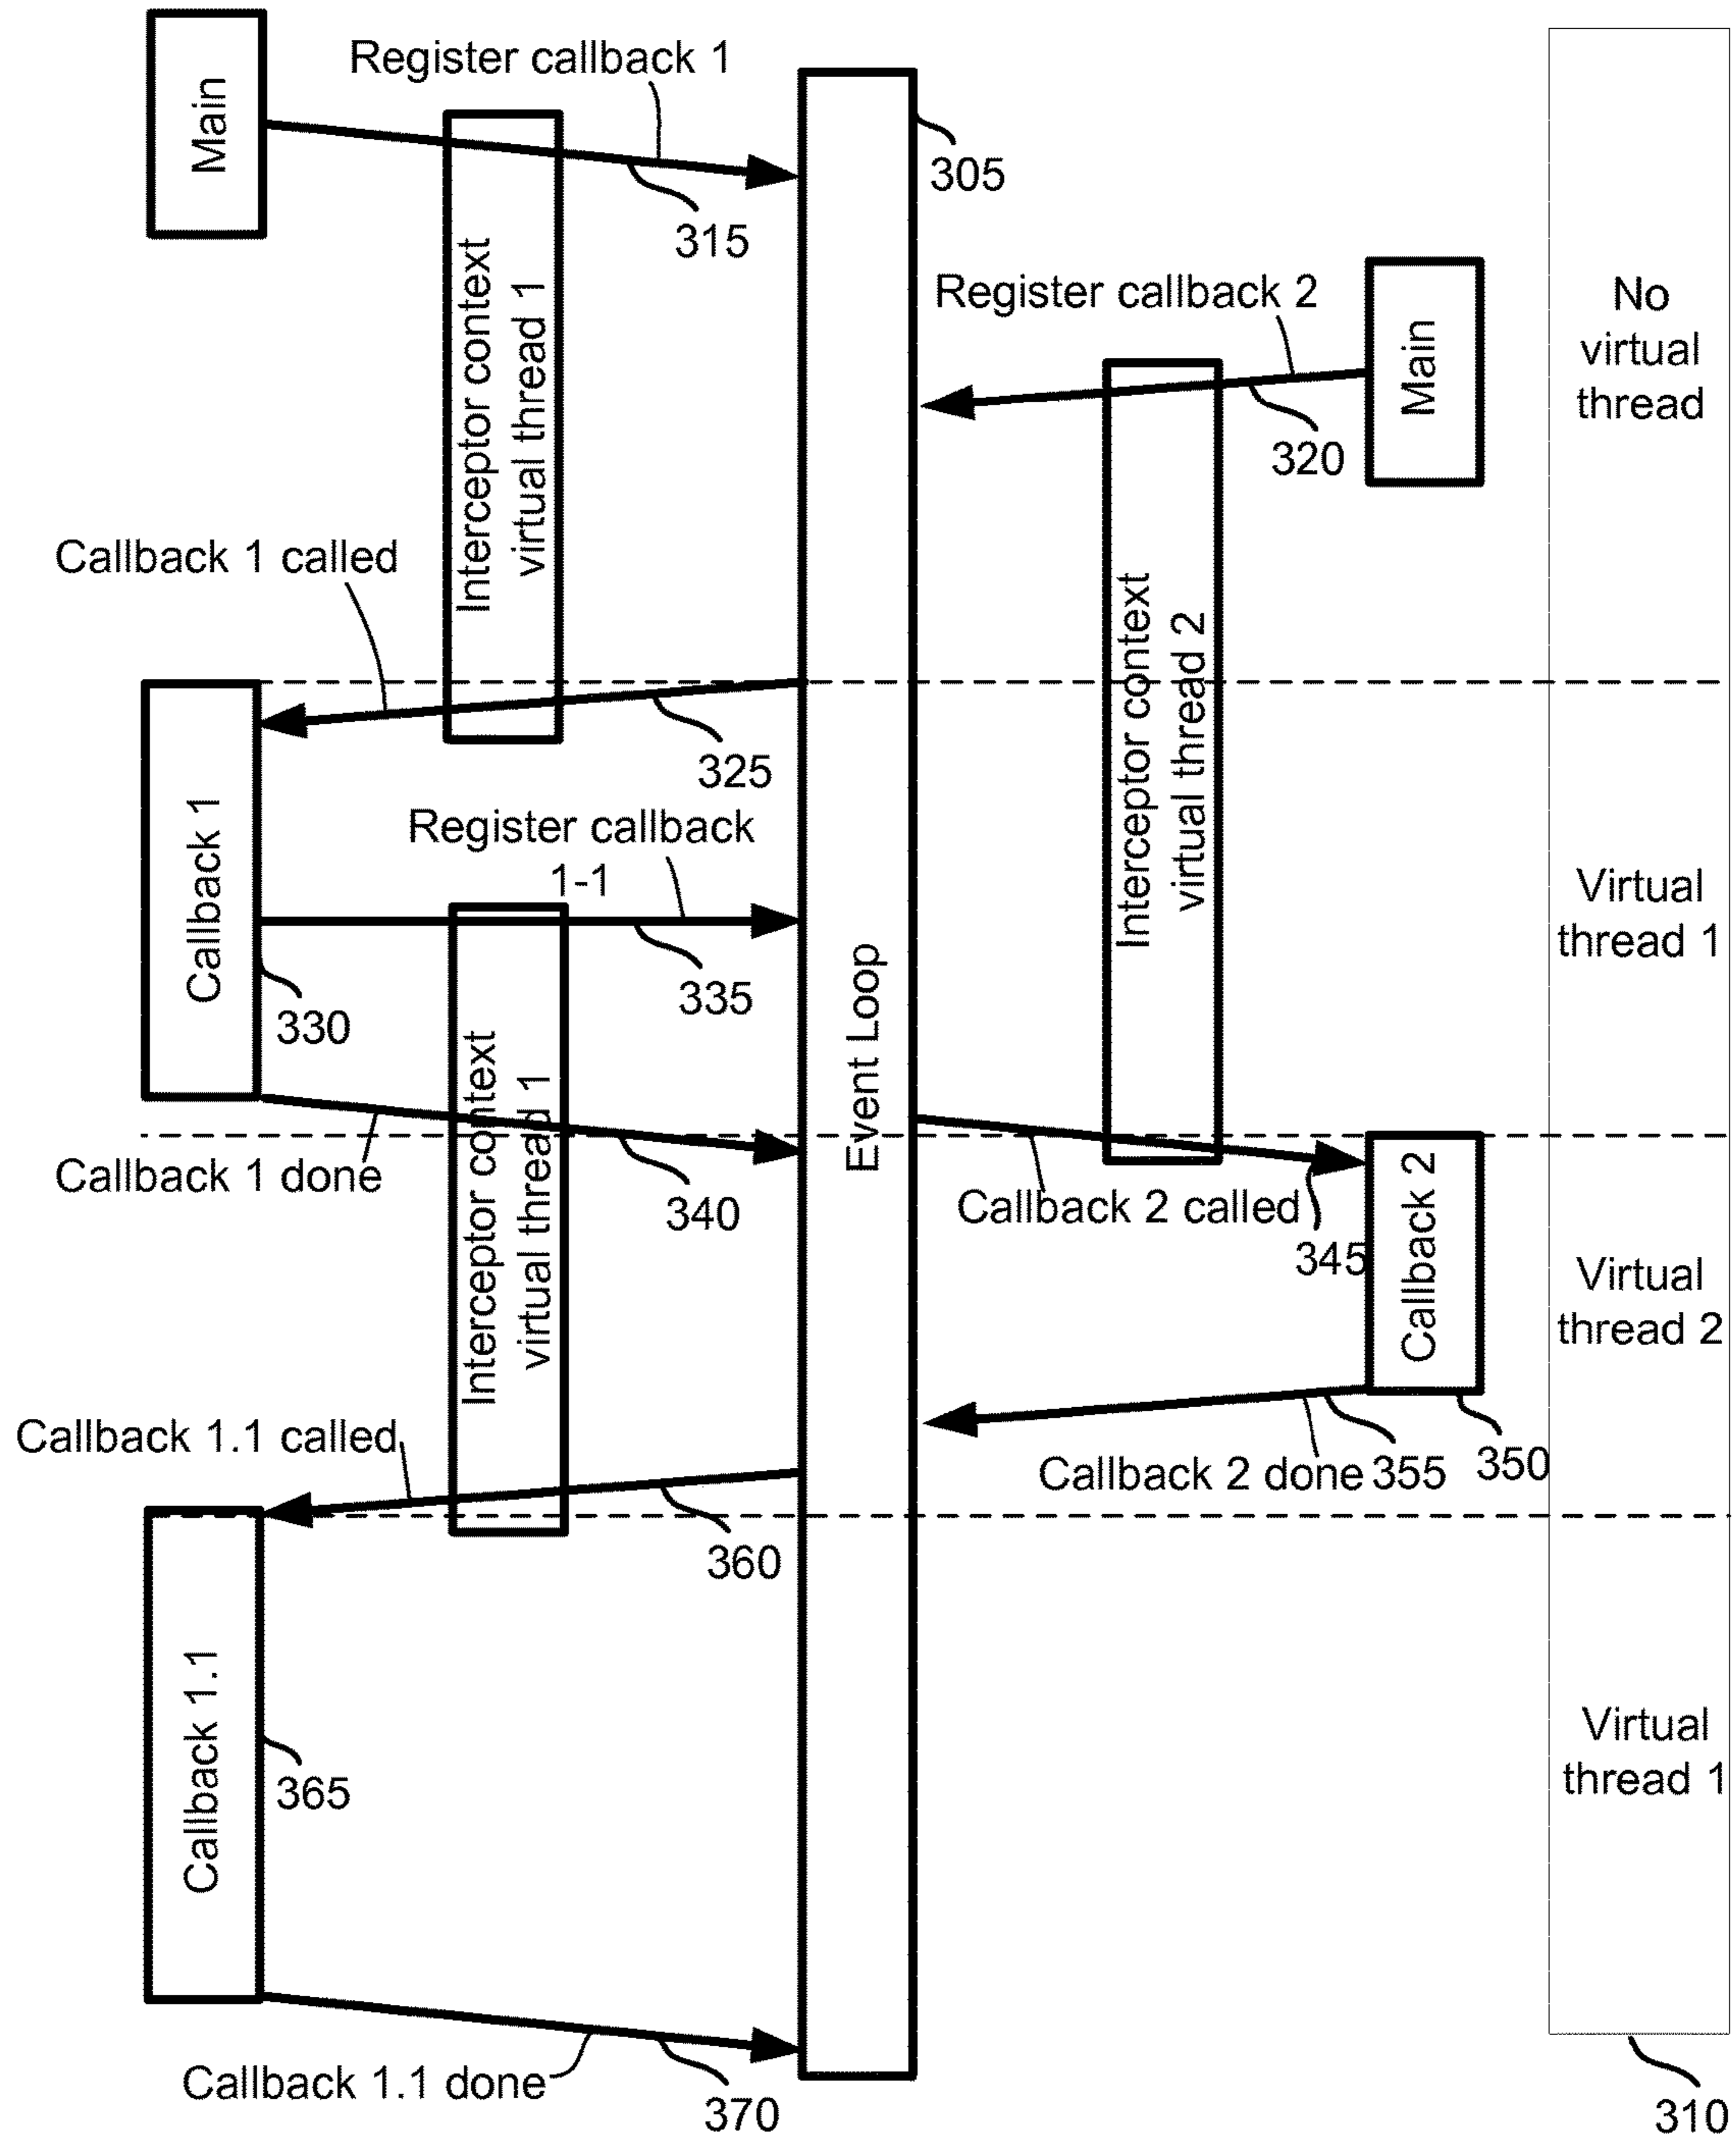 Main
Register callback 1
305
315
Interceptor context
virtual thread 1
Register callback 2
Main
320
No
virtual
thread
Callback 1 called
325
Interceptor context
virtual thread 2
Callback 1
Register callback
1-1
330
335
Virtual
thread 1
Event Loop
Interceptor context
virtual thread 1
Callback 1 done
340
Callback 2 called
345
Callback 2
Virtual
thread 2
Callback 1.1 called
Callback 2 done
355
350
360
Callback 1.1
365
Virtual
thread 1
Callback 1.1 done
370
310